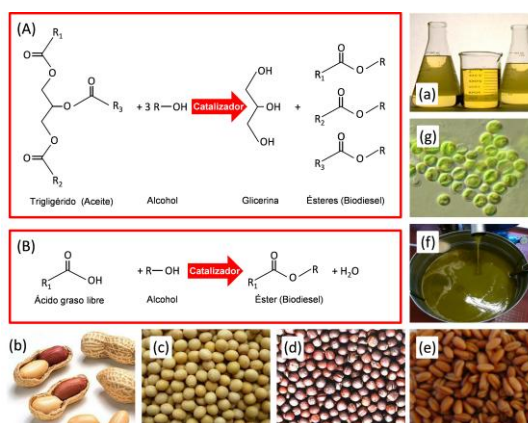 (A)
R1
O
O
O
O
R3
O
O
R2
+ 3 R—OH
Catalizador
OH
OH
OH
+
O
R1
O
R
O
R2
O
R
O
R3
O
R
Trigligérido (Aceite)
Alcohol
Glicerina
Ésteres (Biodiesel)
(B)
O
R1
OH
+ R—OH
Catalizador
O
R1
O
R
+ H2O
Ácido graso libre
Alcohol
Éster (Biodiesel)
(a)
(g)
(f)
(b)
(c)
(d)
(e)